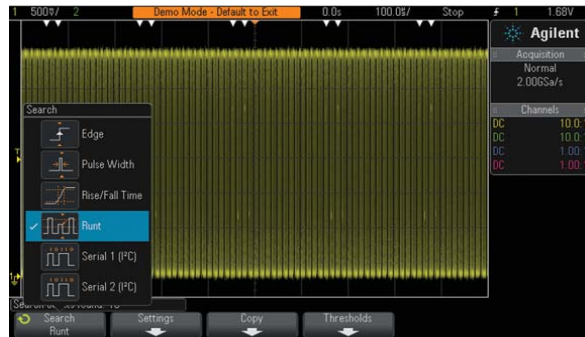 1 500▽/ 2 Demo Mode - Default to Exit 0.0s 100.0▽/ Stop 1 1.68V
Agilent
Acquisition
Normal
2.00GSa/s
Channels
DC 10.0:
DC 10.0:
DC 1.00:
DC 1.00:
Search
Edge
Pulse Width
Rise/Fall Time
Runt
Serial 1 (I²C)
Serial 2 (I²C)
Search Settings Copy Thresholds
Runt